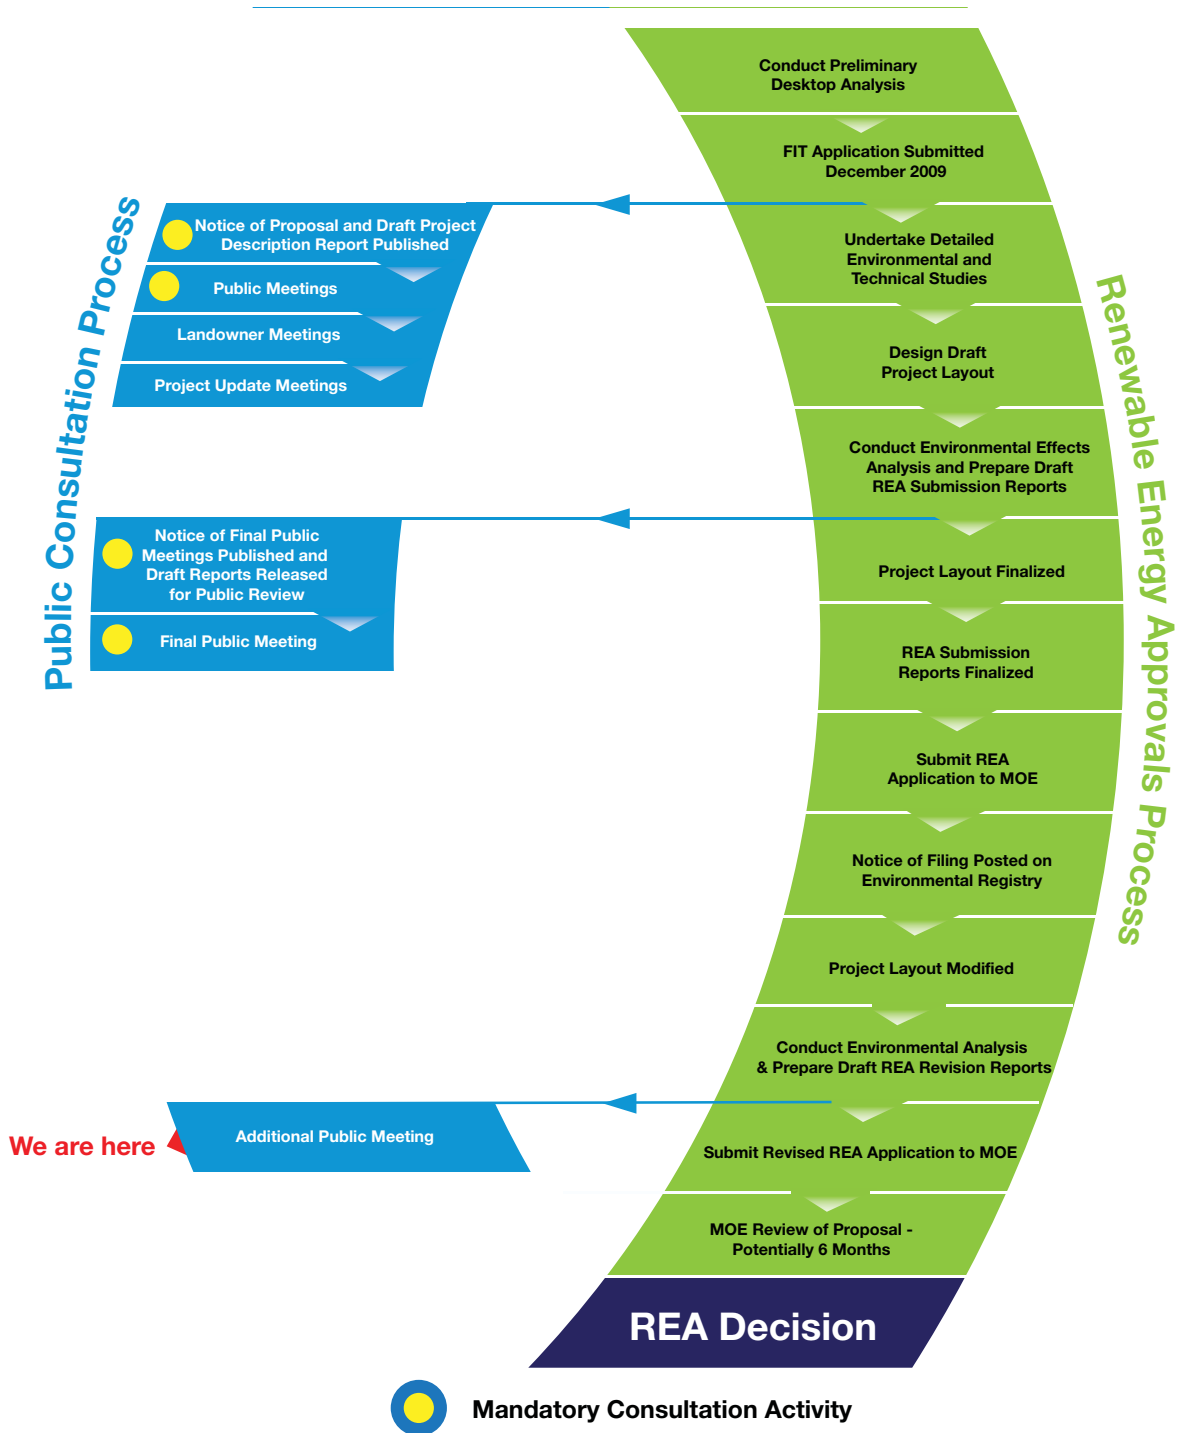 Conduct Preliminary
Desktop Analysis
FIT Application Submitted
December 2009
Undertake Detailed
Environmental and
Technical Studies
Design Draft
Project Layout
Conduct Environmental Effects
Analysis and Prepare Draft
REA Submission Reports
Project Layout Finalized
REA Submission
Reports Finalized
Submit REA
Application to MOE
Notice of Filing Posted on
Environmental Registry
Project Layout Modified
Conduct Environmental Analysis
& Prepare Draft REA Revision Reports
Submit Revised REA Application to MOE
MOE Review of Proposal -
Potentially 6 Months
REA Decision
Renewable Energy Approvals Process
Public Consultation Process
Notice of Proposal and Draft Project
Description Report Published
Public Meetings
Landowner Meetings
Project Update Meetings
Notice of Final Public
Meetings Published and
Draft Reports Released
for Public Review
Final Public Meeting
We are here
Additional Public Meeting
Mandatory Consultation Activity